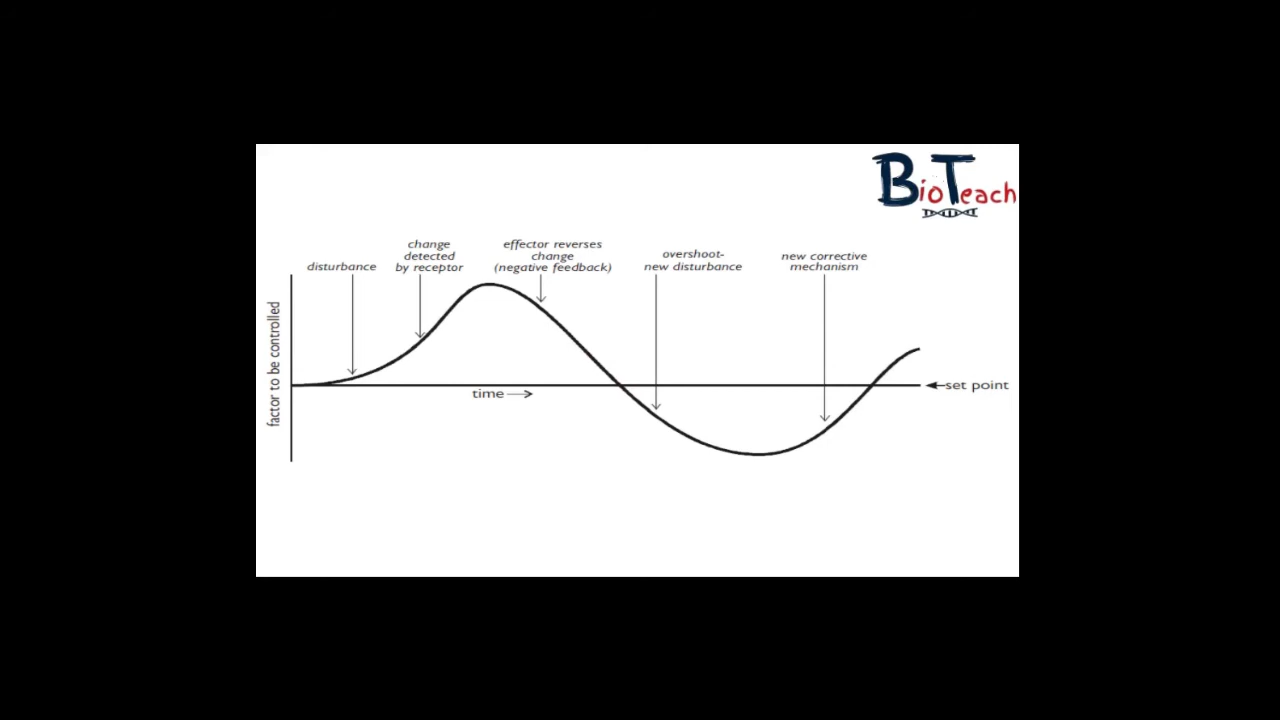 BioTeach
change
detected
by receptor
effector reverses
change
(negative feedback)
overshoot-
new disturbance
new corrective
mechanism
disturbance
factor to be controlled
time
set point